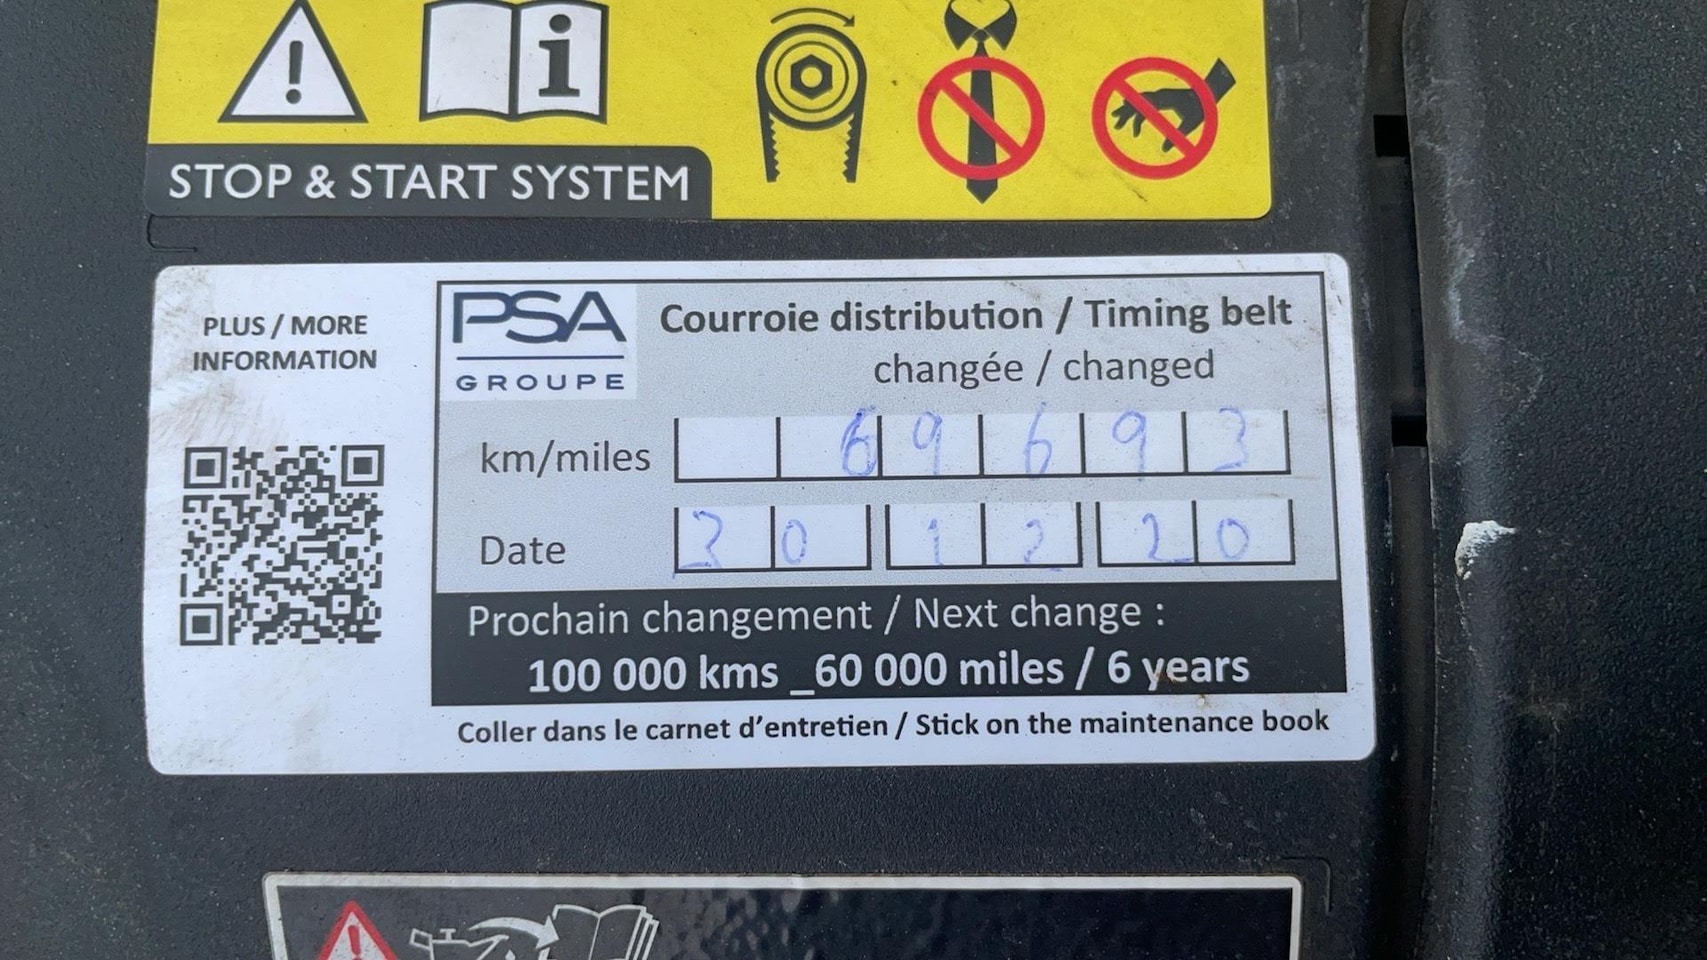 STOP & START SYSTEM
PLUS / MORE
INFORMATION
PSA
GROUPE
Courroie distribution / Timing belt
changée / changed
km/miles 69693
Date 30 12 20
Prochain changement / Next change :
100 000 kms _60 000 miles / 6 years
Coller dans le carnet d'entretien / Stick on the maintenance book